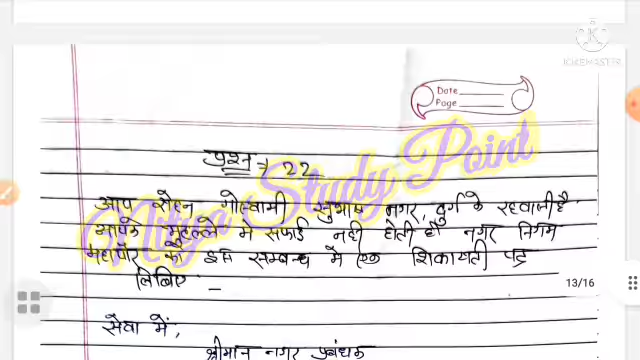 KINEMASTER
Date
Page
प्रश्न 22
Nitya Study Point
आप सोहन गोस्वामी सुभाष नगर, दुर्ग के रहवासी है
आपके मुहल्ले में सफाई नहीं होती हो नगर निगम
महापौर को इस सम्बन्ध में एक शिकायती पत्र
लिखिए _
13/16
सेवा में,
श्रीमान नगर प्रबंधक